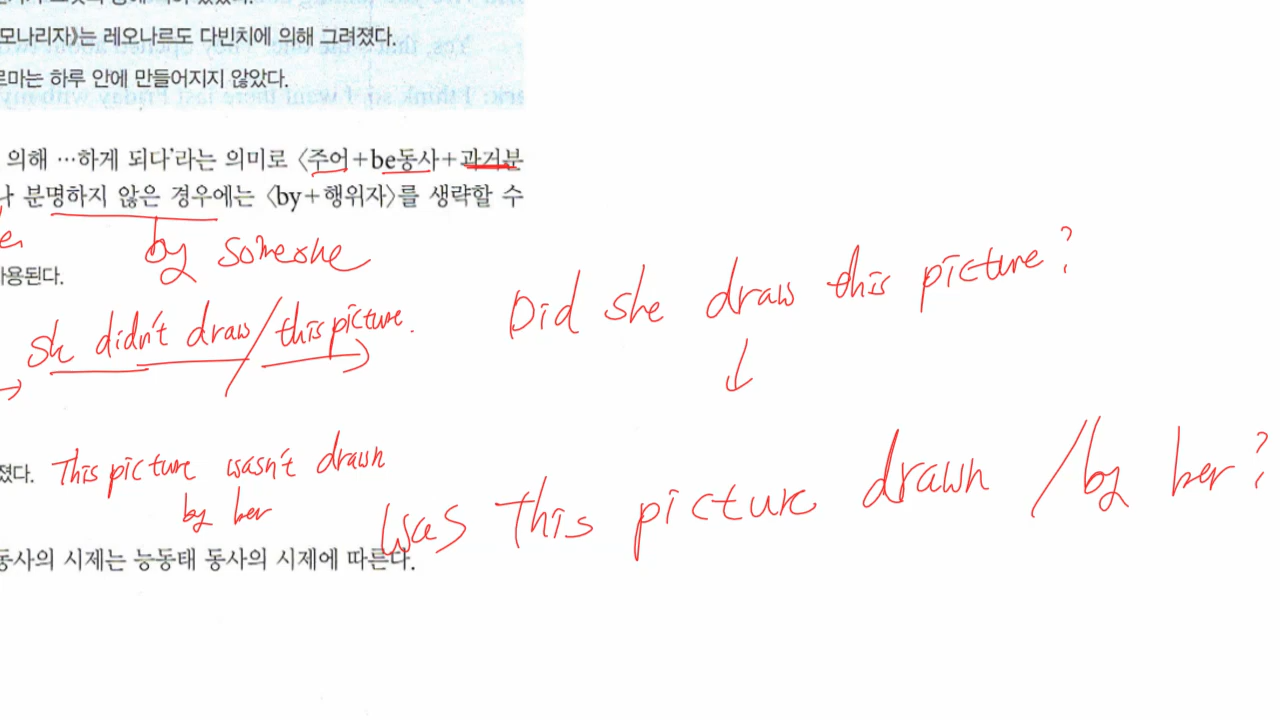 모나리자》는 레오나르도 다빈치에 의해 그려졌다.
로마는 하루 안에 만들어지지 않았다.
의해 …하게 되다'라는 의미로 〈주어+be동사+과거분
나 분명하지 않은 경우에는 〈by+행위자〉를 생략할 수
by someone
사용된다.
She didn't draw / this picture.
Did she draw this picture?
↓
졌다. This picture wasn't drawn
by her
Was this picture drawn / by her?
동사의 시제는 능동태 동사의 시제에 따른다.